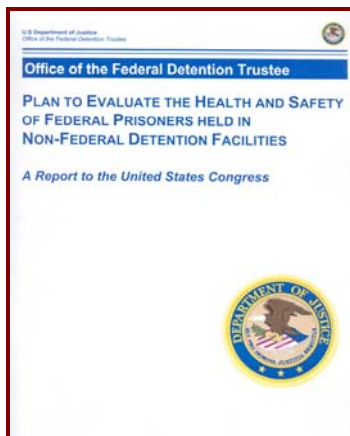 U.S Department of Justice
Office of the Federal Detention Trustee
Office of the Federal Detention Trustee
PLAN TO EVALUATE THE HEALTH AND SAFETY
OF FEDERAL PRISONERS HELD IN
NON-FEDERAL DETENTION FACILITIES
A Report to the United States Congress
DEPARTMENT OF JUSTICE